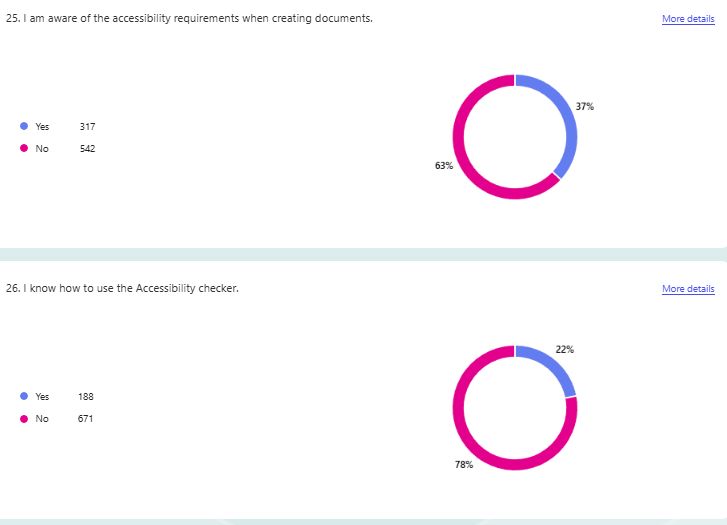 25. I am aware of the accessibility requirements when creating documents.
More details
37%
Yes 317
No 542
63%
26. I know how to use the Accessibility checker.
More details
22%
Yes 188
No 671
78%